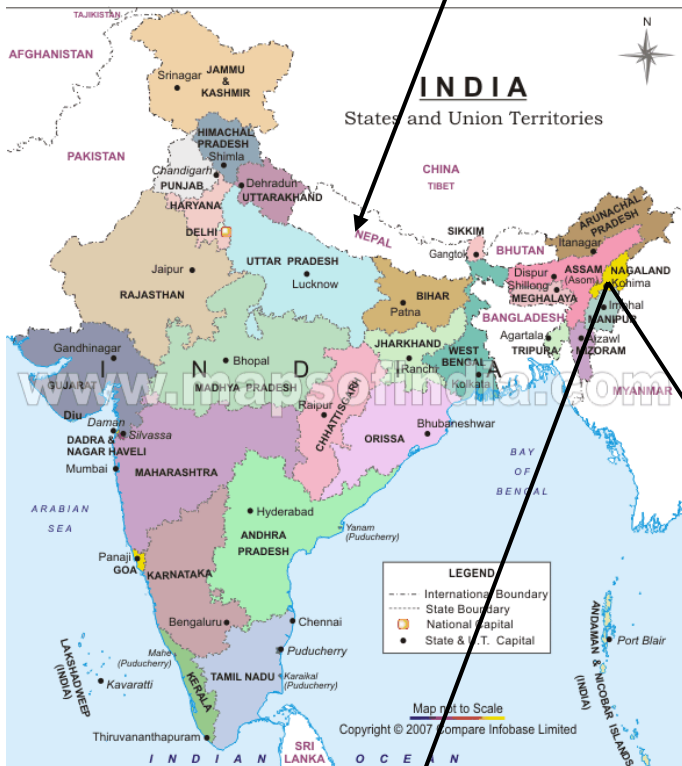 TAJIKISTAN
AFGHANISTAN
JAMMU
&
KASHMIR
Srinagar
N
INDIA
States and Union Territories
HIMACHAL
PRADESH
Shimla
PAKISTAN
Chandigarh
PUNJAB
Dehradun
UTTARAKHAND
HARYANA
DELHI
CHINA
TIBET
NEPAL
SIKKIM
Gangtok
BHUTAN
ARUNACHAL
PRADESH
Itanagar
UTTAR PRADESH
Lucknow
Jaipur
RAJASTHAN
BIHAR
Patna
Dispur
Shillong
MEGHALAYA
ASSAM
(Asom)
NAGALAND
Kohima
Imphal
MANIPUR
BANGLADESH
Agartala
TRIPURA
Aizawl
MIZORAM
MYANMAR
Gandhinagar
GUJARAT
INDIA
Bhopal
MADHYA PRADESH
JHARKHAND
Ranchi
WEST
BENGAL
Kolkata
www.mapsofindia.com
Diu
Daman
Silvassa
DADRA &
NAGAR HAVELI
Mumbai
MAHARASHTRA
Raipur
CHHATTISGARH
ORISSA
Bhubaneshwar
BAY
OF
BENGAL
ARABIAN
SEA
Hyderabad
ANDHRA
PRADESH
Yanam
(Puducherry)
Panaji
GOA
KARNATAKA
Bengaluru
Chennai
LEGEND
International Boundary
State Boundary
National Capital
State & U.T. Capital
Mahe
(Puducherry)
Puducherry
Karaikal
(Puducherry)
TAMIL NADU
KERALA
LAKSHADWEEP
(INDIA)
Kavaratti
Thiruvananthapuram
ANDAMAN & NICOBAR ISLANDS
(INDIA)
Port Blair
Map not to Scale
Copyright © 2007 Compare Infobase Limited
SRI
LANKA
INDIAN OCEAN